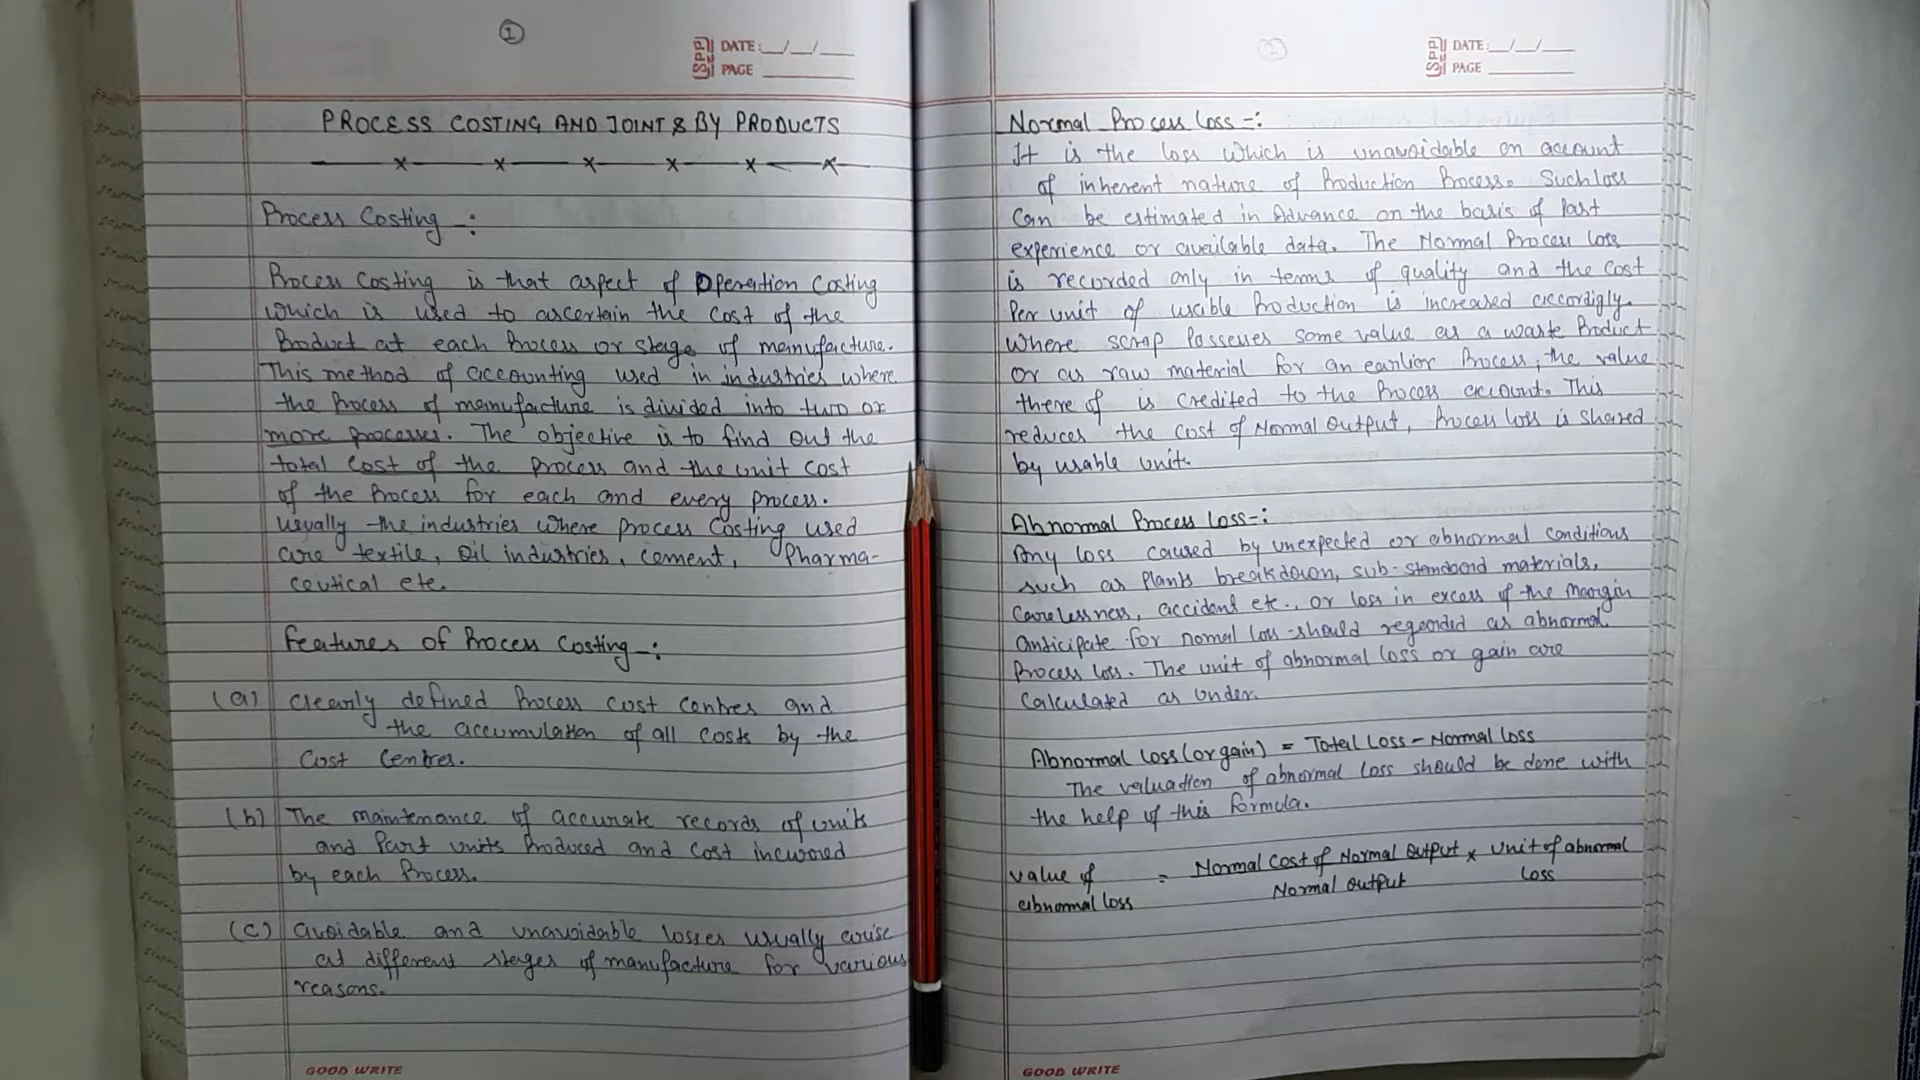 1
SPP DATE:__/__/____
PAGE ________
PROCESS COSTING AND JOINT & BY PRODUCTS
Process Costing -:
Process Costing is that aspect of Operation Costing
which is used to ascertain the cost of the
Product at each Process or stage of manufacture.
This method of accounting used in industries where
the Process of manufacture is divided into two or
more processes. The objective is to find out the
total Cost of the process and the unit cost
of the Process for each and every process.
usually the industries where process Costing used
are textile, oil industries, cement, Pharma-
ceutical etc.
Features of Process Costing -:
(a) clearly defined Process cost centres and
the accumulation of all costs by the
Cost Centres.
(b) The maintenance of accurate records of units
and Part units Produced and cost incurred
by each Process.
(c) avoidable and unavoidable losses usually arise
at different stages of manufacture for various
reasons.
GOOD WRITE
2
SPP DATE:__/__/____
PAGE ________
Normal Process Loss -:
It is the loss which is unavoidable on account
of inherent nature of Production Process. Such loss
Can be estimated in Advance on the basis of Past
experience or available data. The Normal Process loss
is recorded only in terms of quality and the cost
Per unit of usable Production is increased accordigly.
Where scrap Possesses some value as a waste Product
Or as raw material for an earlior Process, the value
there of is credited to the Process account. This
reduces the cost of Normal Output, Process loss is shared
by usable unit.
Abnormal Process Loss -:
Any loss caused by unexpected or abnormal conditions
such as Plants breakdown, sub-standard materials,
Carelessness, accident etc., or loss in excess of the margin
anticipate for nomal loss should regarded as abnormal
Process loss. The unit of abnormal loss or gain are
Calculated as under.
Abnormal Loss (or gain) = Total Loss - Normal loss
The valuation of abnormal loss should be done with
the help of this formula.
Value of abnormal loss = Normal Cost of Normal Output / Normal Output x Unit of abnormal Loss
GOOD WRITE